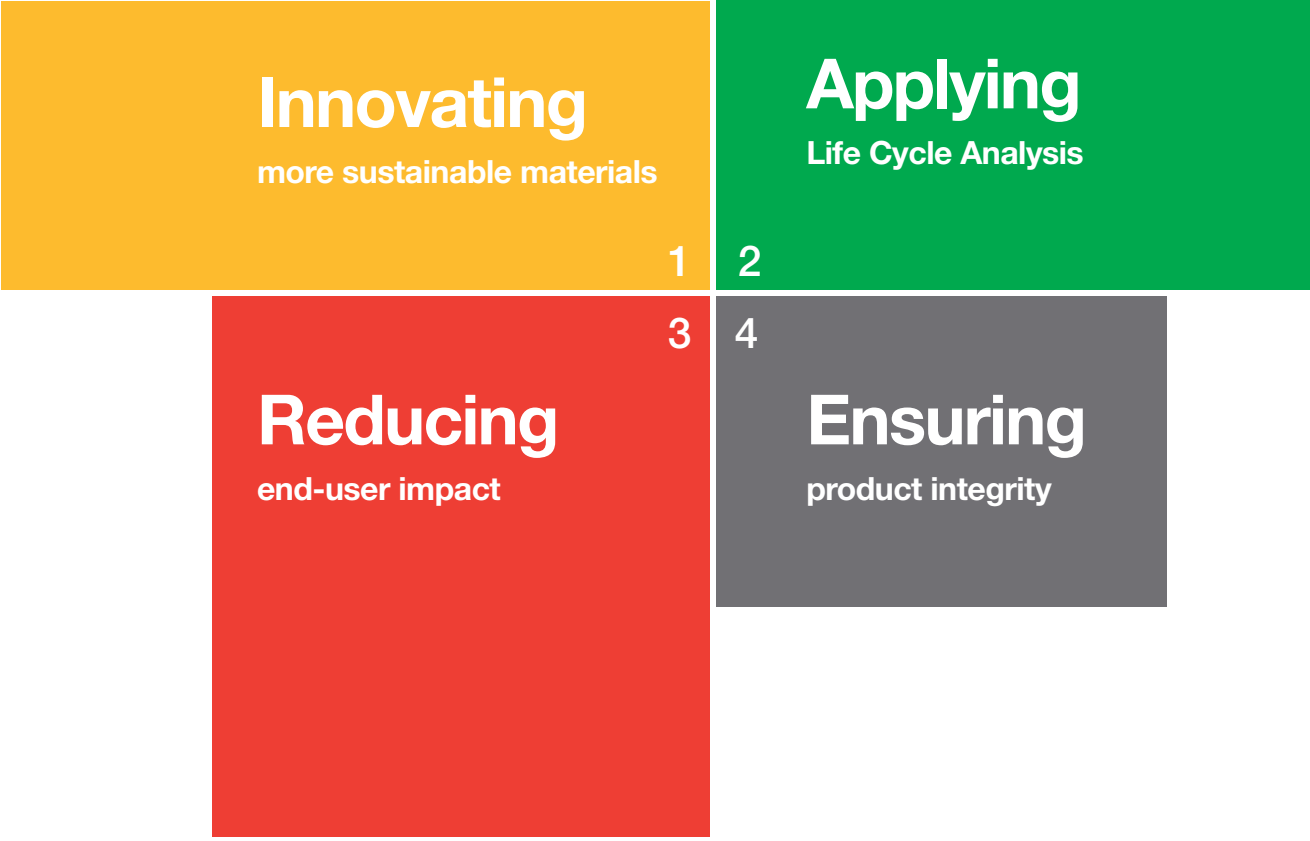 Innovating
more sustainable materials
1
Applying
Life Cycle Analysis
2
3
Reducing
end-user impact
4
Ensuring
product integrity